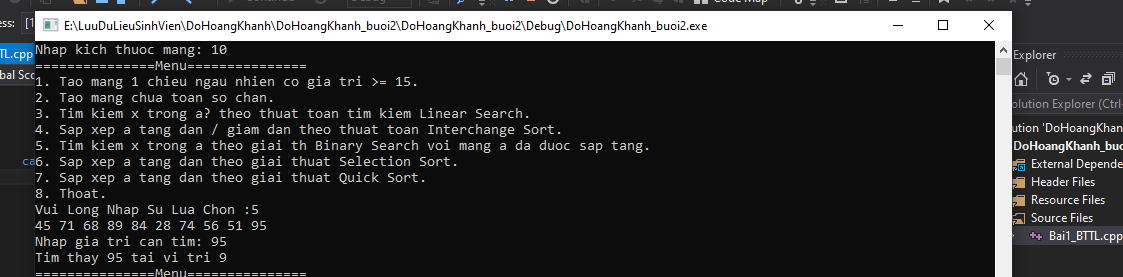 Continue
Code Map
E:\LuuDuLieuSinhVien\DoHoangKhanh\DoHoangKhanh_buoi2\DoHoangKhanh_buoi2\Debug\DoHoangKhanh_buoi2.exe
ess: [1
TL.cpp
bal Sco
ca
Nhap kich thuoc mang: 10
===============Menu===============
1. Tao mang 1 chieu ngau nhien co gia tri >= 15.
2. Tao mang chua toan so chan.
3. Tim kiem x trong a? theo thuat toan tim kiem Linear Search.
4. Sap xep a tang dan / giam dan theo thuat toan Interchange Sort.
5. Tim kiem x trong a theo giai th Binary Search voi mang a da duoc sap tang.
6. Sap xep a tang dan theo giai thuat Selection Sort.
7. Sap xep a tang dan theo giai thuat Quick Sort.
8. Thoat.
Vui Long Nhap Su Lua Chon :5
45 71 68 89 84 28 74 56 51 95
Nhap gia tri can tim: 95
Tim thay 95 tai vi tri 9
===============Menu===============
Explorer
olution Explorer (Ctrl+
ution 'DoHoangKhan
DoHoangKhanh_buo
External Depende
Header Files
Resource Files
Source Files
Bai1_BTTL.cpp